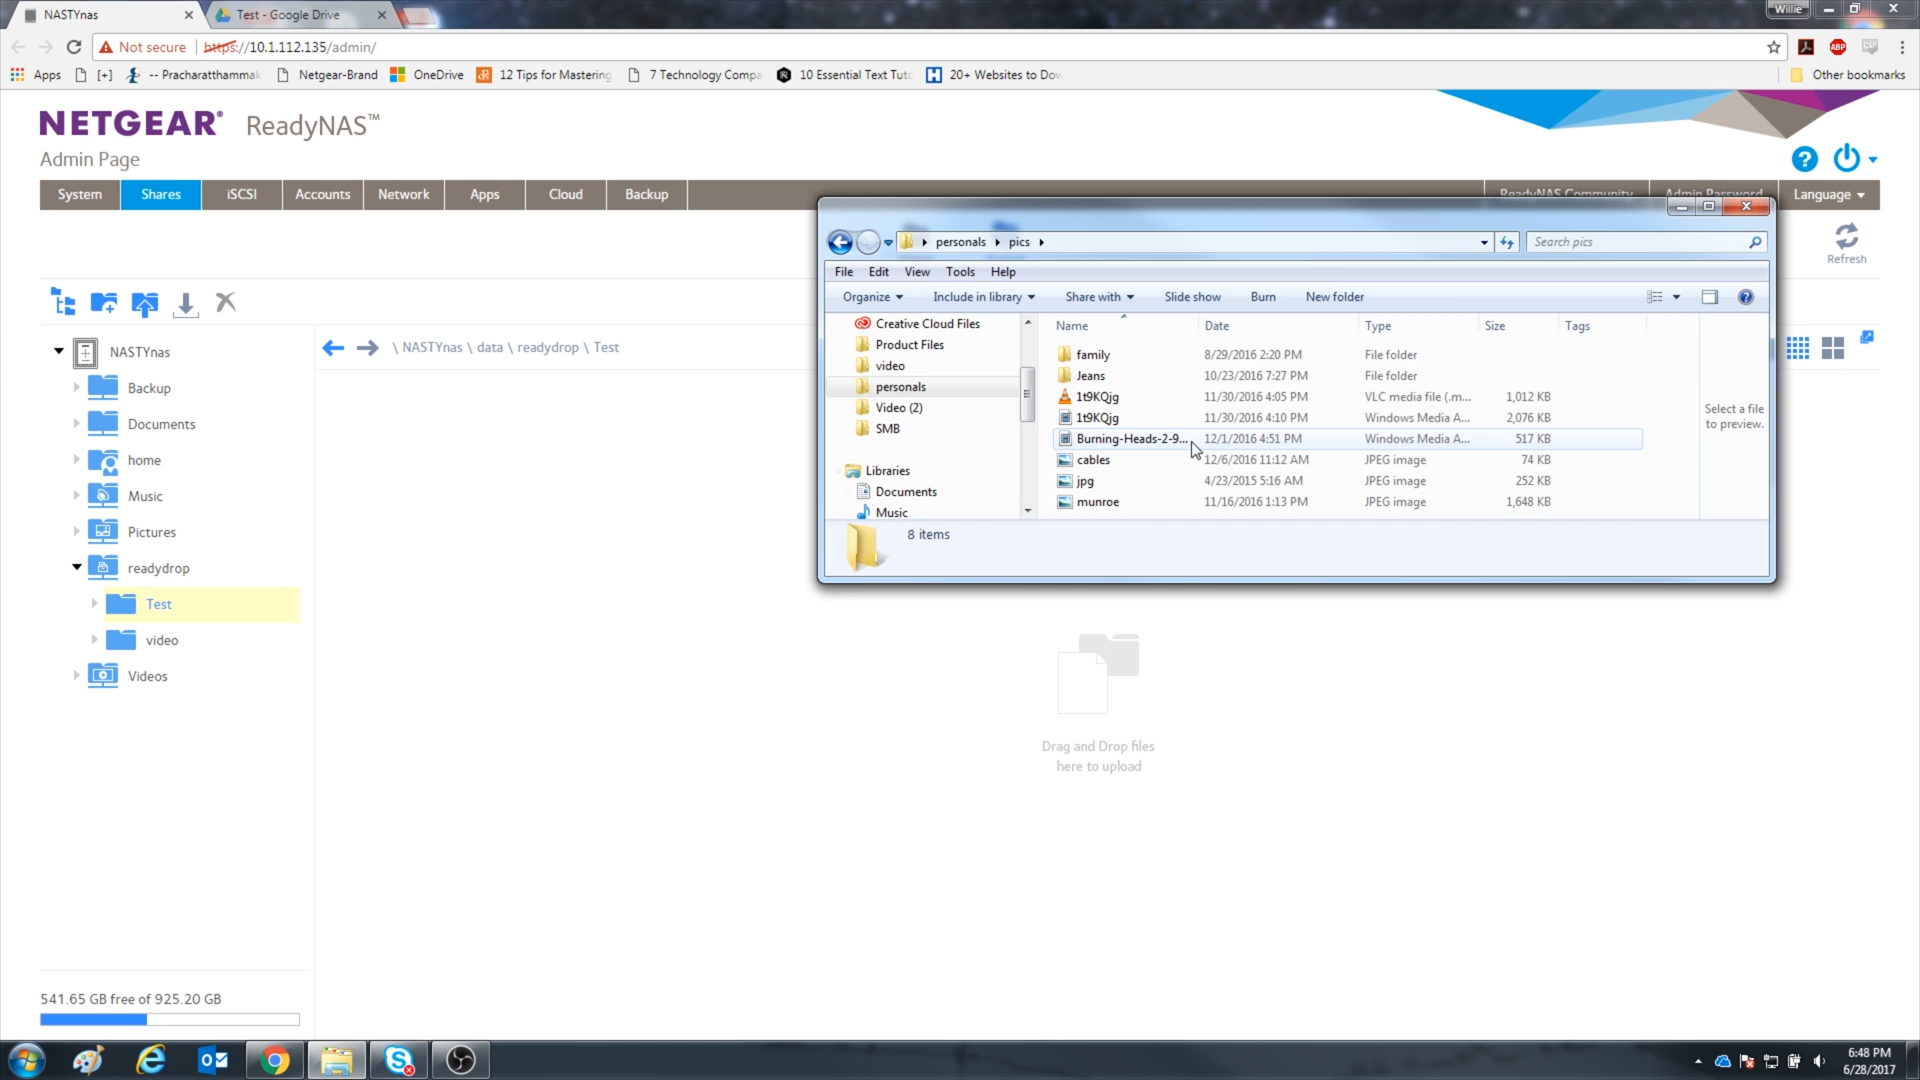 NASTYnas
Test - Google Drive
Willie
Not secure
https://10.1.112.135/admin/
Apps
[+]
-- Pracharatthammak
Netgear-Brand
OneDrive
12 Tips for Mastering
7 Technology Compa
10 Essential Text Tuto
20+ Websites to Dow
Other bookmarks
NETGEAR® ReadyNAS™
Admin Page
System
Shares
iSCSI
Accounts
Network
Apps
Cloud
Backup
ReadyNAS Community
Admin Password
Language
Refresh
NASTYnas
Backup
Documents
home
Music
Pictures
readydrop
Test
video
Videos
\ NASTYnas \ data \ readydrop \ Test
personals
pics
Search pics
File Edit View Tools Help
Organize
Include in library
Share with
Slide show
Burn
New folder
Creative Cloud Files
Product Files
video
personals
Video (2)
SMB
Libraries
Documents
Music
Name Date Type Size Tags
family 8/29/2016 2:20 PM File folder
Jeans 10/23/2016 7:27 PM File folder
1t9KQjg 11/30/2016 4:05 PM VLC media file (.m... 1,012 KB
1t9KQjg 11/30/2016 4:10 PM Windows Media A... 2,076 KB
Burning-Heads-2-9... 12/1/2016 4:51 PM Windows Media A... 517 KB
cables 12/6/2016 11:12 AM JPEG image 74 KB
jpg 4/23/2015 5:16 AM JPEG image 252 KB
munroe 11/16/2016 1:13 PM JPEG image 1,648 KB
Select a file
to preview.
8 items
Drag and Drop files
here to upload
541.65 GB free of 925.20 GB
6:48 PM
6/28/2017